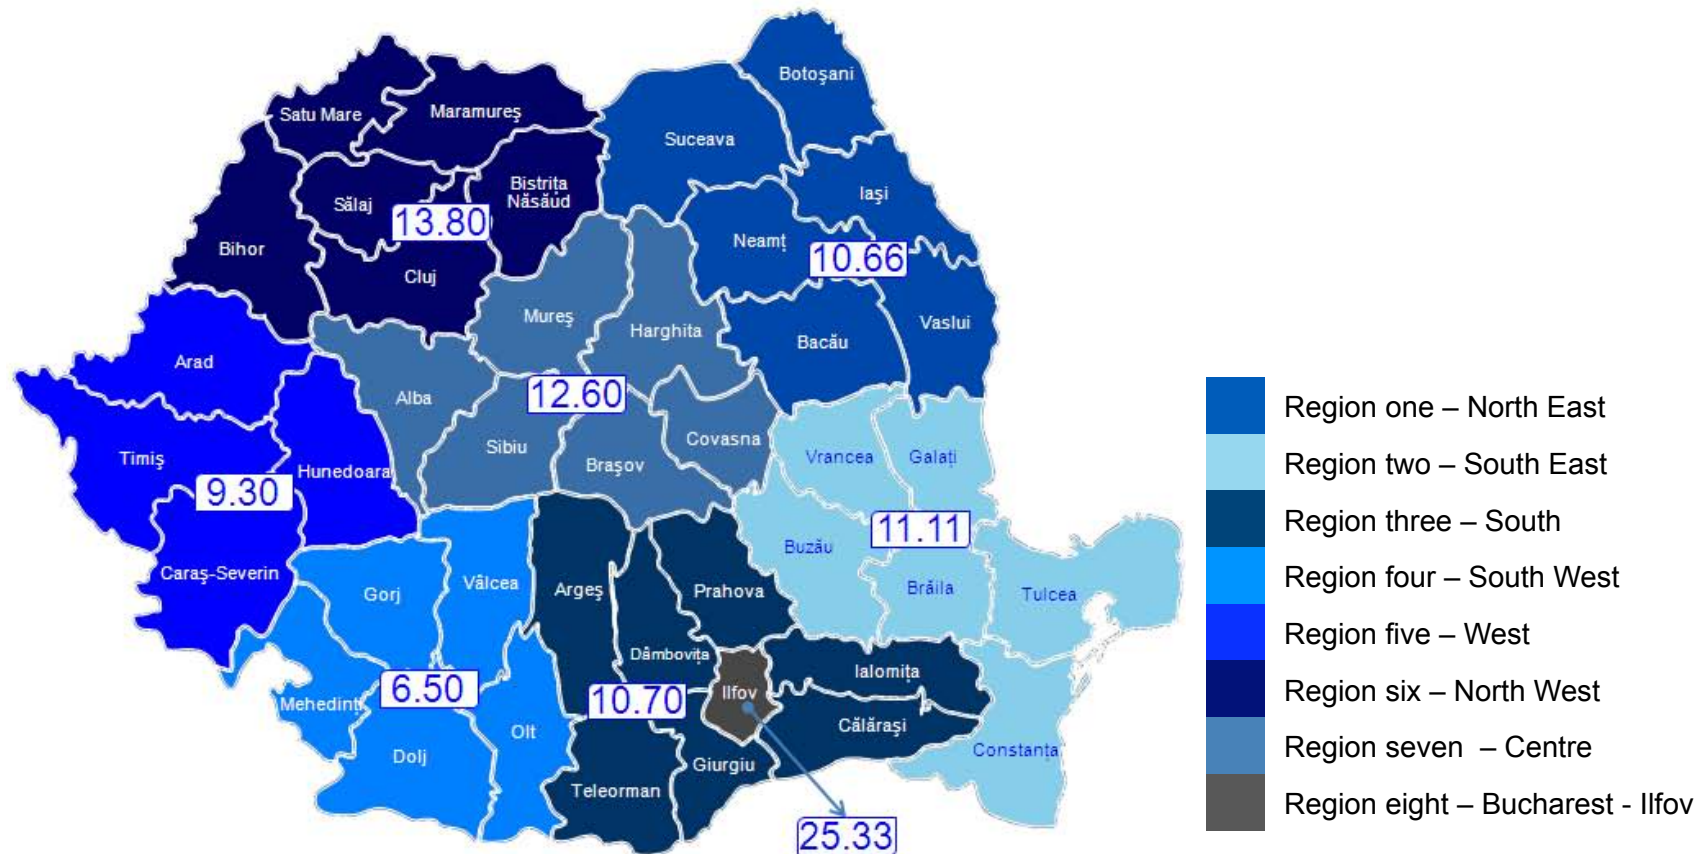 Botoşani
Satu Mare
Maramureş
Suceava
Bistriţa
Năsăud
Iaşi
Sălaj
13.80
Neamţ
Bihor
10.66
Cluj
Mureş
Harghita
Vaslui
Bacău
Arad
12.60
Alba
Covasna
Sibiu
Braşov
Vrancea
Galaţi
Timiş
Hunedoara
9.30
11.11
Buzău
Caraş-Severin
Gorj
Vâlcea
Argeş
Prahova
Brăila
Tulcea
Dâmboviţa
Ialomiţa
6.50
Ilfov
10.70
Mehedinţi
Olt
Călăraşi
Dolj
Constanţa
Giurgiu
Teleorman
25.33
Region one – North East
Region two – South East
Region three – South
Region four – South West
Region five – West
Region six – North West
Region seven – Centre
Region eight – Bucharest - Ilfov